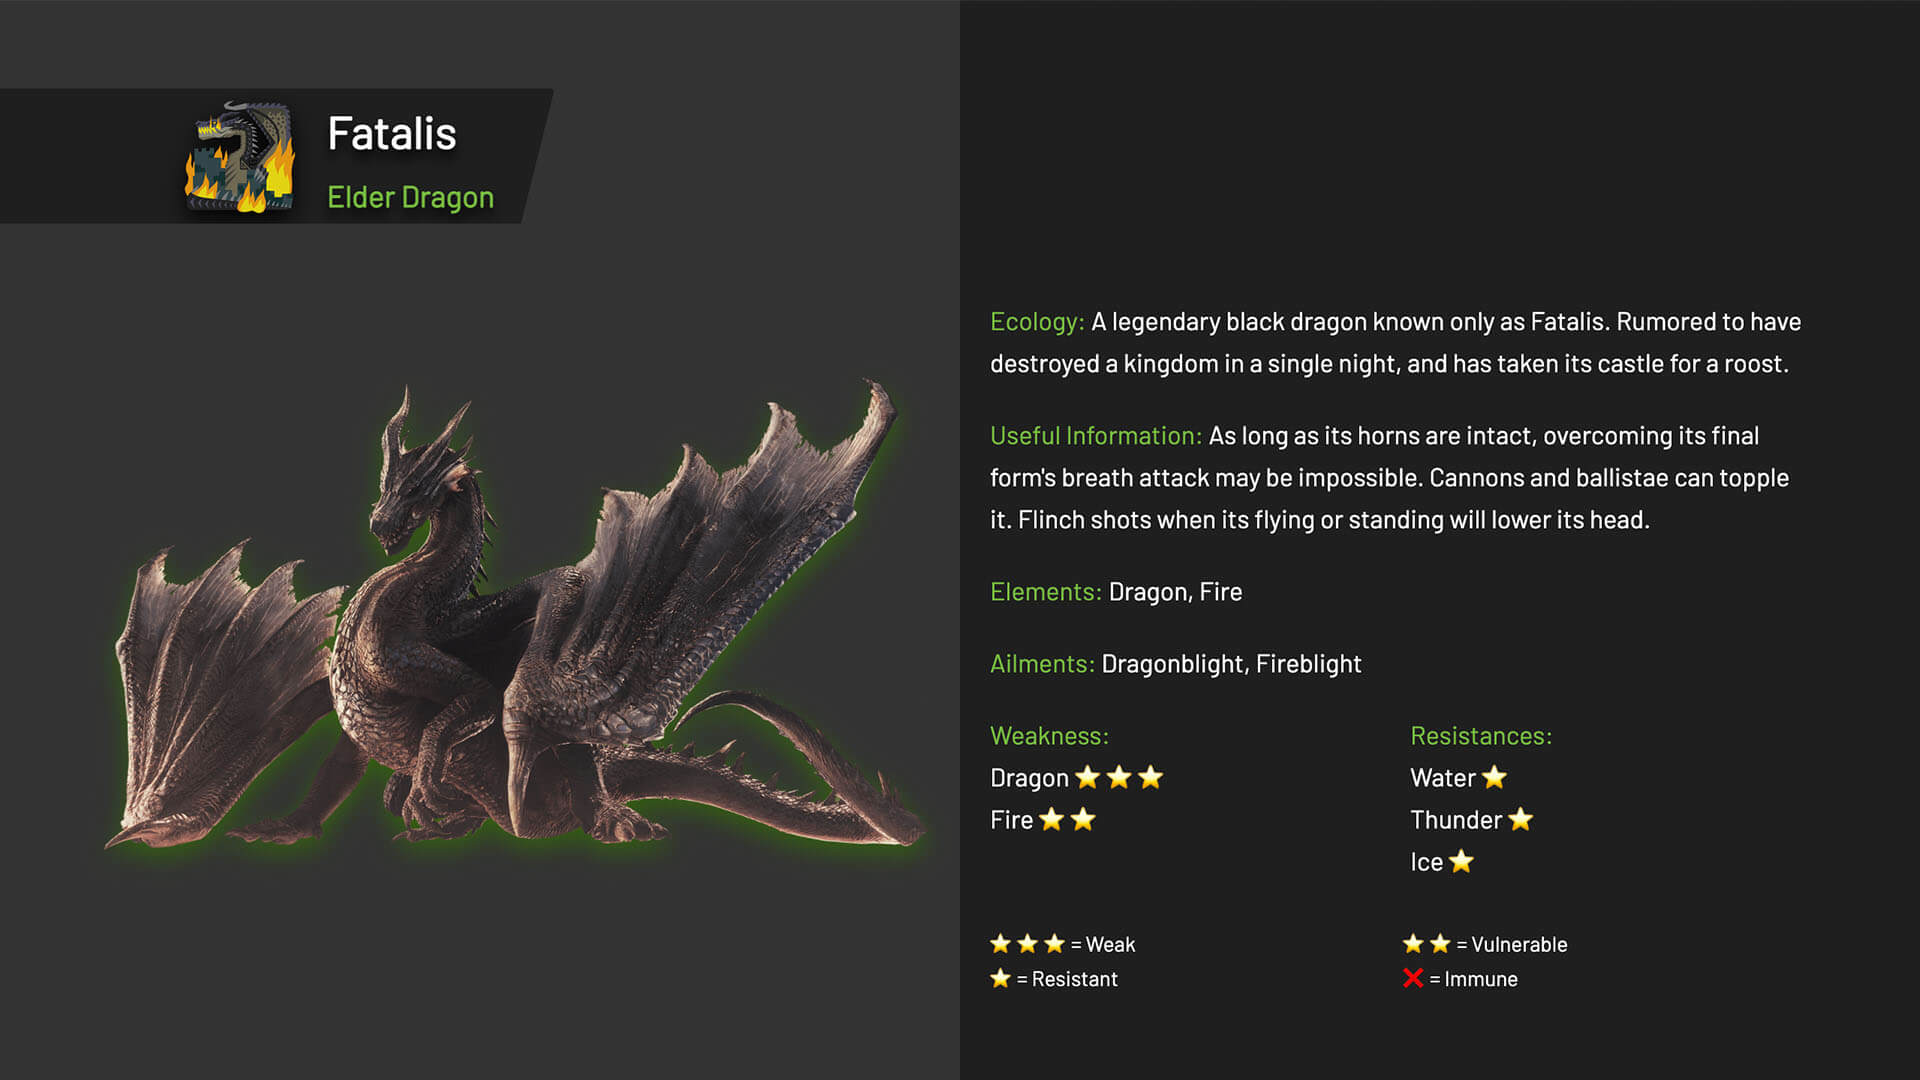 Fatalis
Elder Dragon
Ecology: A legendary black dragon known only as Fatalis. Rumored to have
destroyed a kingdom in a single night, and has taken its castle for a roost.
Useful Information: As long as its horns are intact, overcoming its final
form's breath attack may be impossible. Cannons and ballistae can topple
it. Flinch shots when its flying or standing will lower its head.
Elements: Dragon, Fire
Ailments: Dragonblight, Fireblight
Weakness:
Dragon ⭐⭐⭐
Fire ⭐⭐
Resistances:
Water ⭐
Thunder ⭐
Ice ⭐
⭐⭐⭐ = Weak
⭐⭐ = Vulnerable
⭐ = Resistant
❌ = Immune